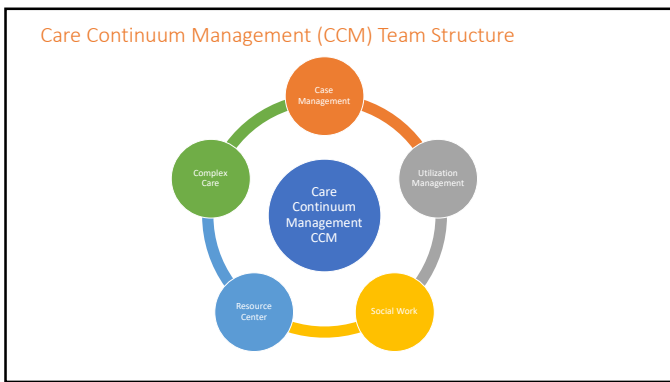 Care Continuum Management (CCM) Team Structure
Case
Management
Complex
Care
Utilization
Management
Care
Continuum
Management
CCM
Resource
Center
Social Work